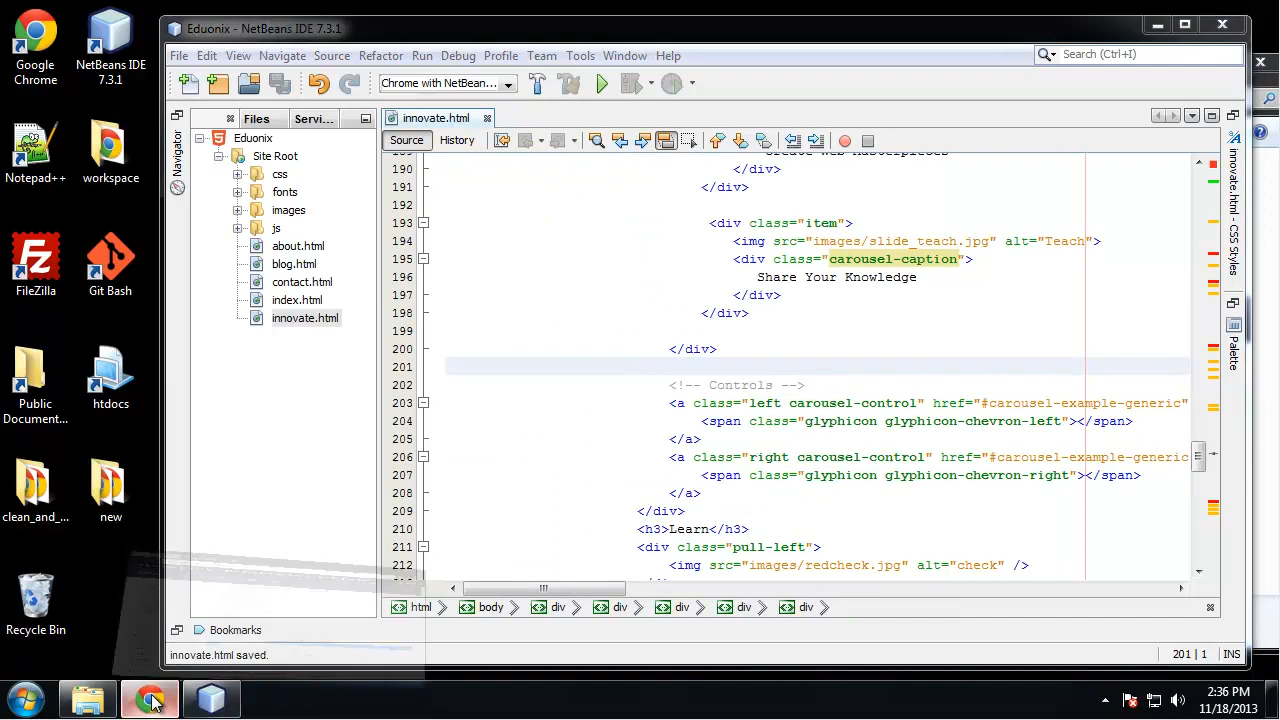 Google Chrome
NetBeans IDE 7.3.1
Notepad++
workspace
FileZilla
Git Bash
Public Documen...
htdocs
clean_and_...
new
Recycle Bin
Eduonix - NetBeans IDE 7.3.1
File Edit View Navigate Source Refactor Run Debug Profile Team Tools Window Help
Search (Ctrl+I)
Chrome with NetBean...
Files Servi...
innovate.html
Navigator
Source History
Eduonix
Site Root
css
fonts
images
js
about.html
blog.html
contact.html
index.html
innovate.html
190 </div>
191 </div>
192
193 <div class="item">
194 <img src="images/slide_teach.jpg" alt="Teach">
195 <div class="carousel-caption">
196 Share Your Knowledge
197 </div>
198 </div>
199
200 </div>
201
202 <!-- Controls -->
203 <a class="left carousel-control" href="#carousel-example-generic"
204 <span class="glyphicon glyphicon-chevron-left"></span>
205 </a>
206 <a class="right carousel-control" href="#carousel-example-generic
207 <span class="glyphicon glyphicon-chevron-right"></span>
208 </a>
209 </div>
210 <h3>Learn</h3>
211 <div class="pull-left">
212 <img src="images/redcheck.jpg" alt="check" />
innovate.html - CSS Styles
Palette
html body div div div div div
Bookmarks
innovate.html saved.
201 | 1 INS
2:36 PM
11/18/2013